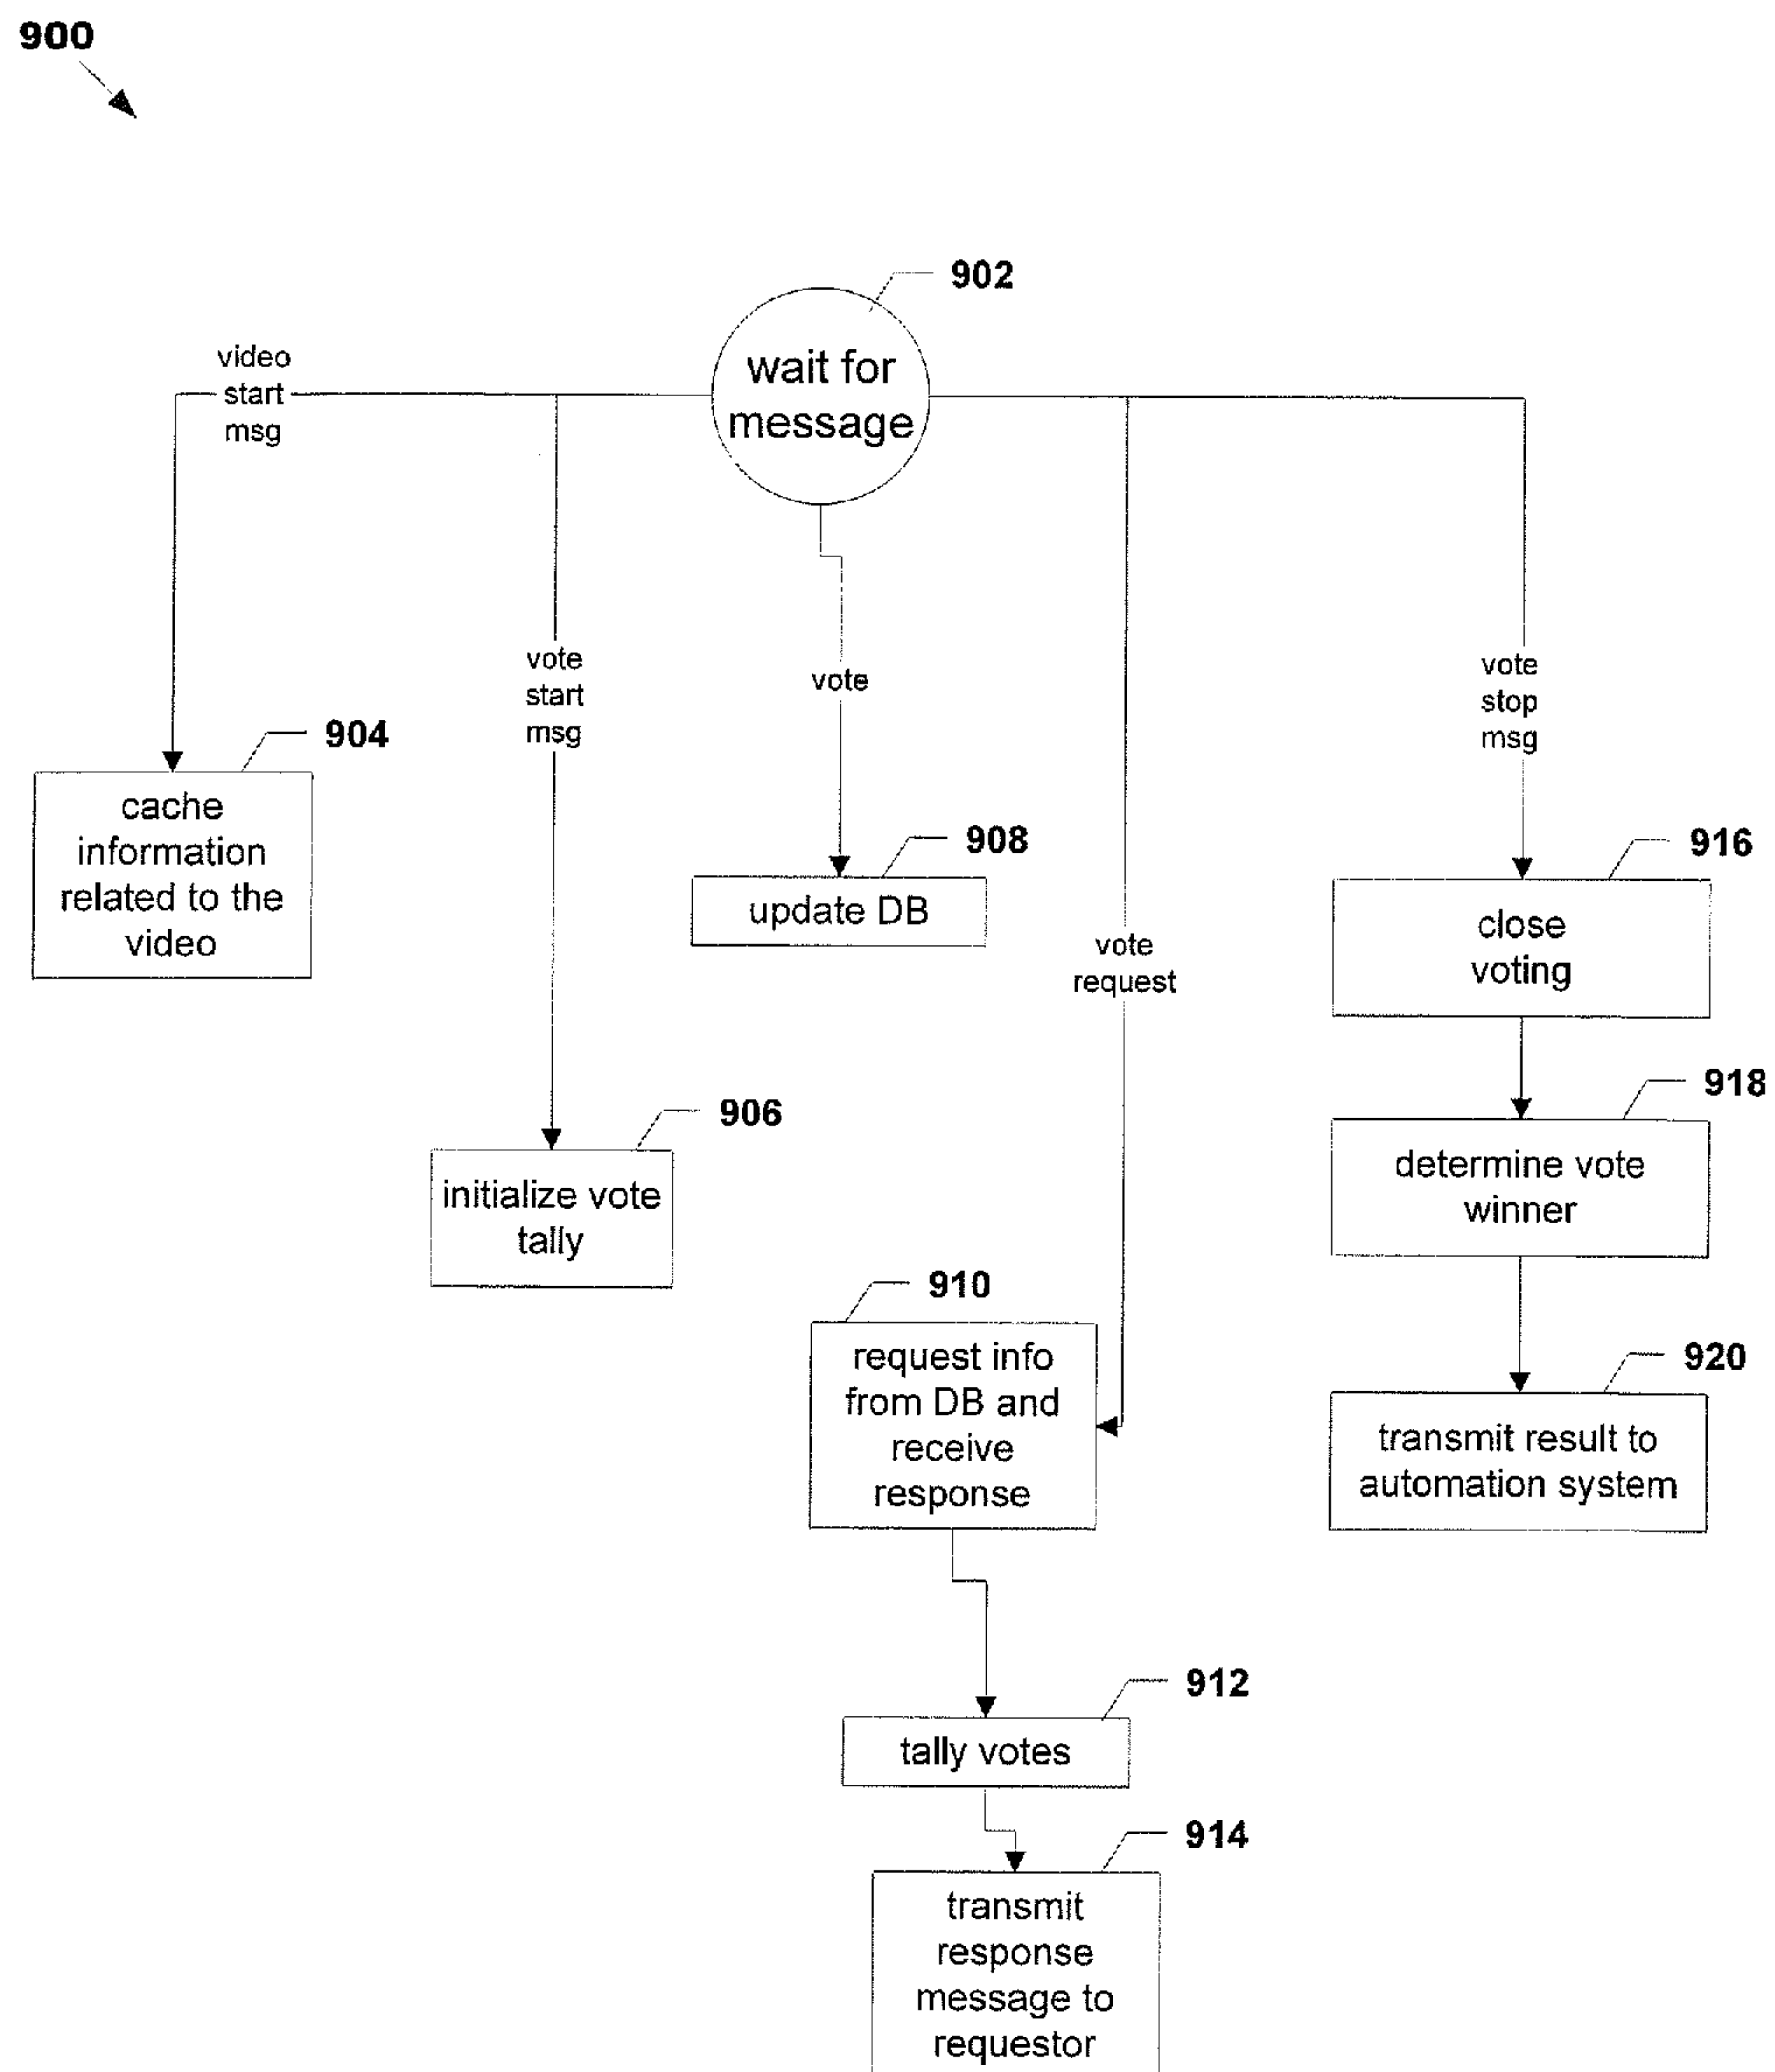 900
902
wait for
message
video
start
msg
vote
start
msg
vote
vote
stop
msg
904
cache
information
related to the
video
908
update DB
vote
request
916
close
voting
906
initialize vote
tally
918
determine vote
winner
910
request info
from DB and
receive
response
920
transmit result to
automation system
912
tally votes
914
transmit
response
message to
requestor